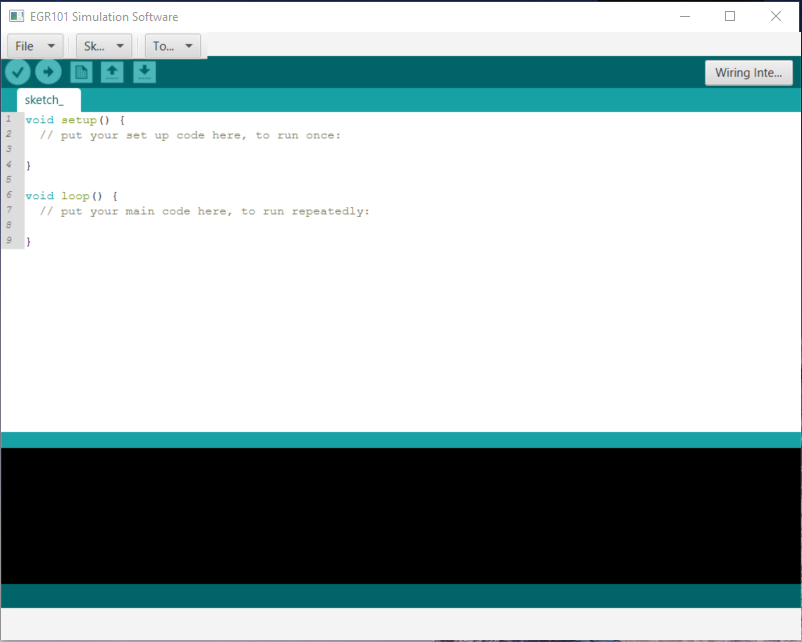 EGR101 Simulation Software
File Sk... To...
Wiring Inte...
sketch_
1 void setup() {
2 // put your set up code here, to run once:
3
4 }
5
6 void loop() {
7 // put your main code here, to run repeatedly:
8
9 }